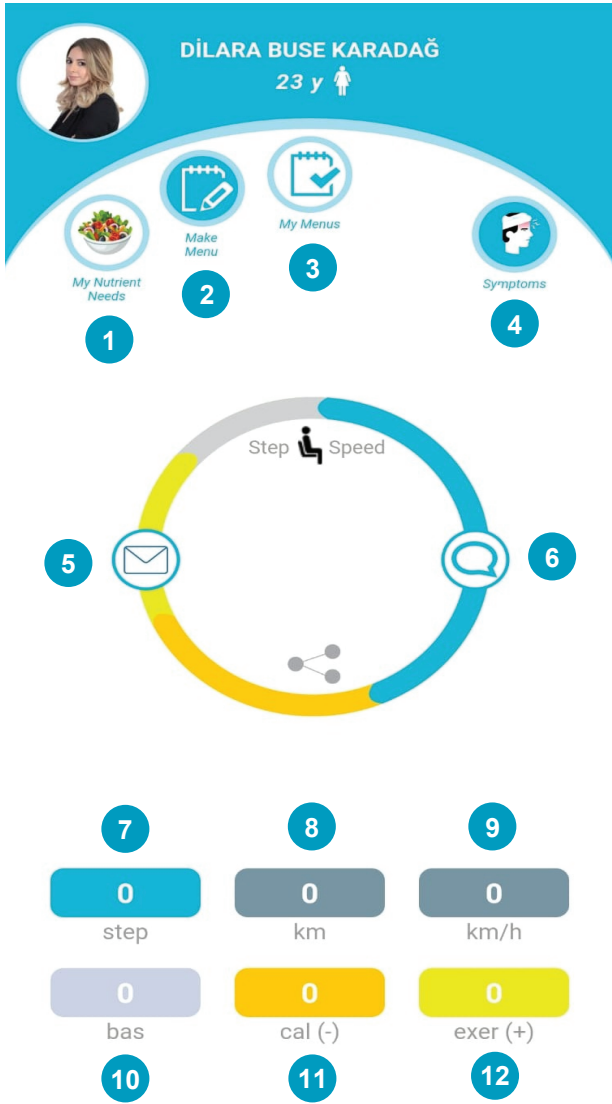 DİLARA BUSE KARADAĞ
23 y
My Nutrient
Needs
1
Make
Menu
2
My Menus
3
Symptoms
4
Step Speed
5
6
7
8
9
0
0
0
step
km
km/h
0
0
0
bas
cal (-)
exer (+)
10
11
12